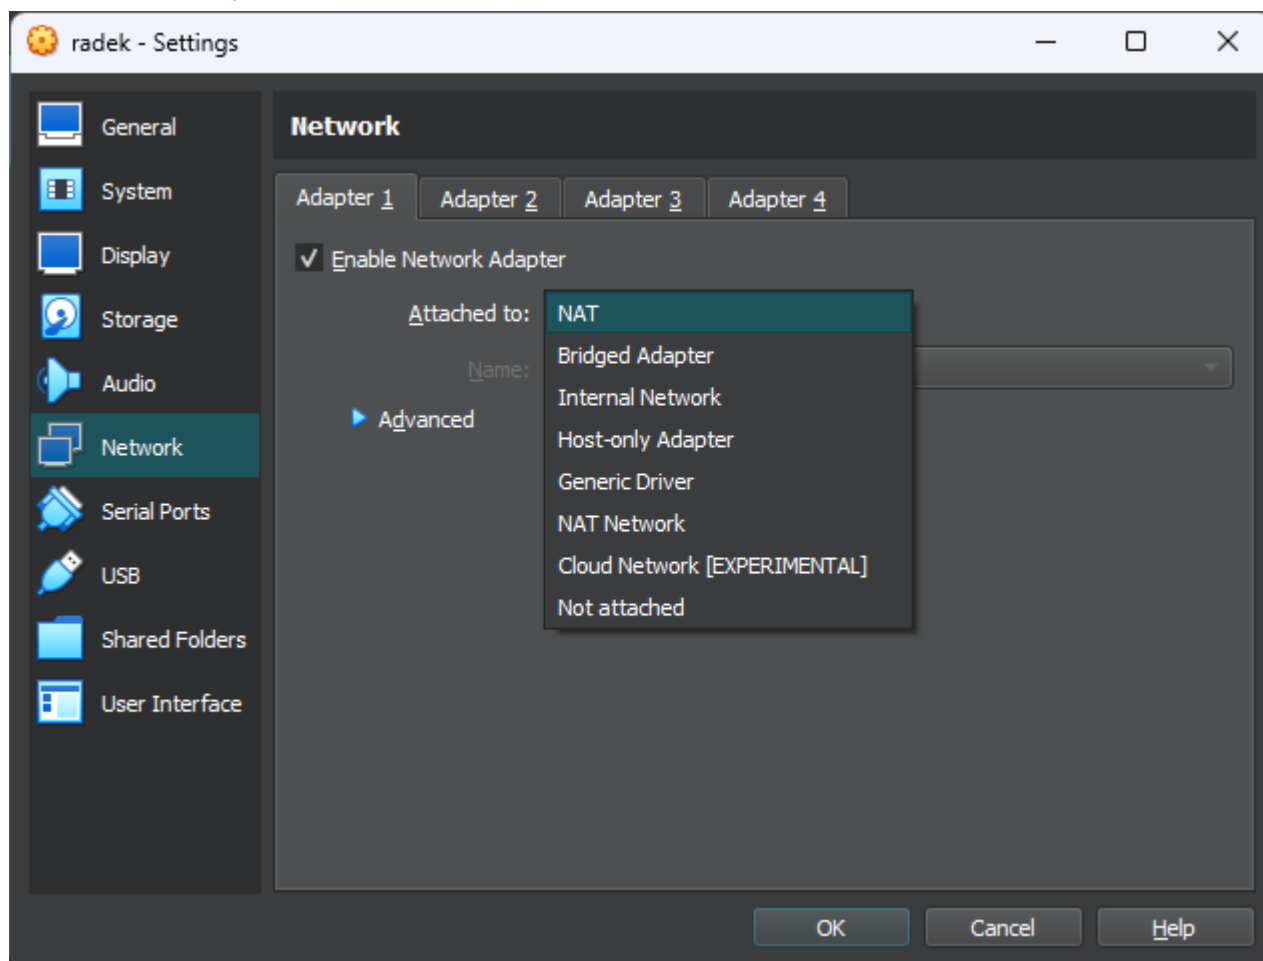 radek - Settings
General
System
Display
Storage
Audio
Network
Serial Ports
USB
Shared Folders
User Interface
Network
Adapter 1 Adapter 2 Adapter 3 Adapter 4
Enable Network Adapter
Attached to: NAT
Bridged Adapter
Name:
Internal Network
Advanced
Host-only Adapter
Generic Driver
NAT Network
Cloud Network [EXPERIMENTAL]
Not attached
OK Cancel Help